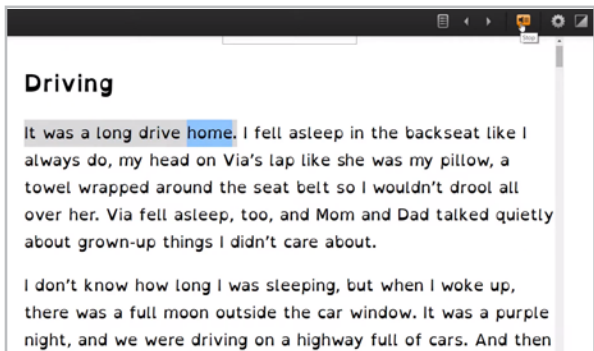 Stop
Driving
It was a long drive home. I fell asleep in the backseat like I
always do, my head on Via's lap like she was my pillow, a
towel wrapped around the seat belt so I wouldn't drool all
over her. Via fell asleep, too, and Mom and Dad talked quietly
about grown-up things I didn't care about.
I don't know how long I was sleeping, but when I woke up,
there was a full moon outside the car window. It was a purple
night, and we were driving on a highway full of cars. And then